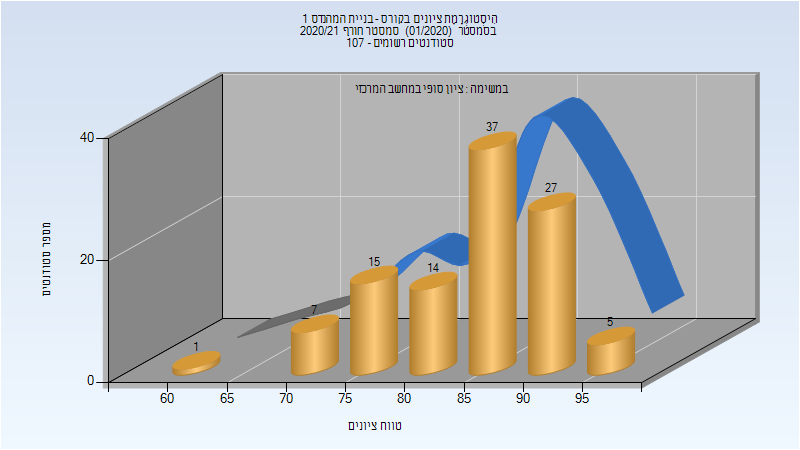 היסטוגרמת ציונים בקורס - בניית המהנדס 1
בסמסטר (01/2020) סמסטר חורף 2020/21
סטודנטים רשומים - 107
במשימה : ציון סופי במחשב המרכזי
40
20
0
מספר סטודנטים
1
7
15
14
37
27
5
60 65 70 75 80 85 90 95
טווח ציונים